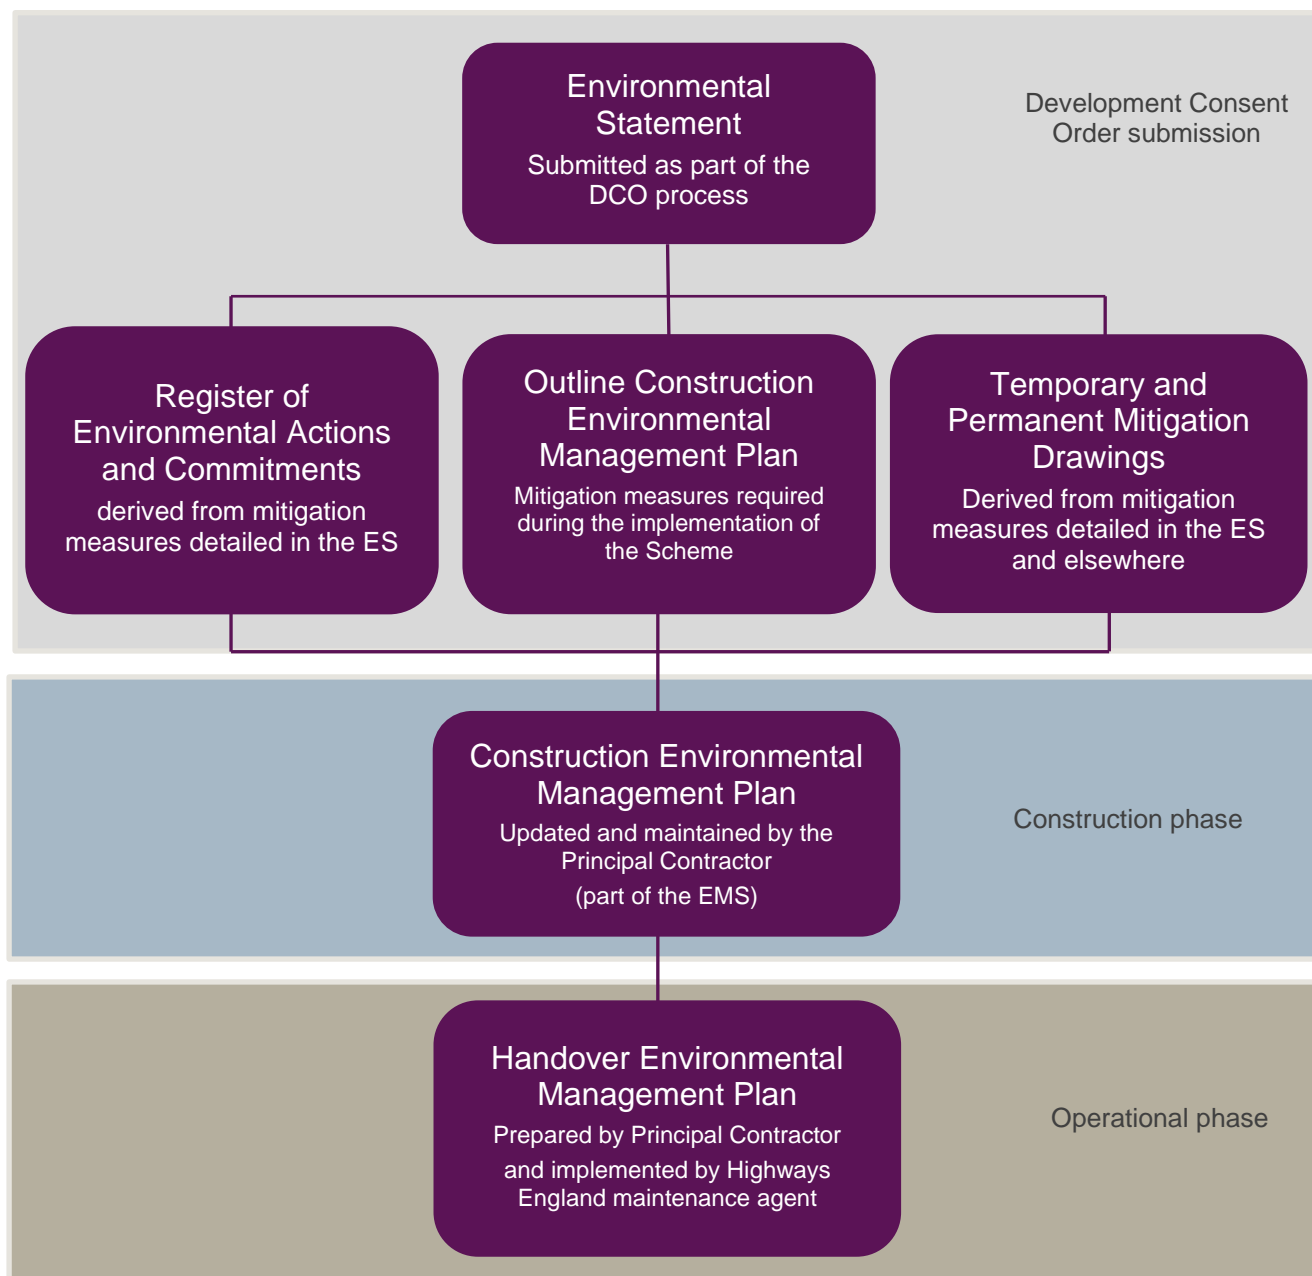 Environmental
Statement
Submitted as part of the
DCO process
Development Consent
Order submission
Register of
Environmental Actions
and Commitments
derived from mitigation
measures detailed in the ES
Outline Construction
Environmental
Management Plan
Mitigation measures required
during the implementation of
the Scheme
Temporary and
Permanent Mitigation
Drawings
Derived from mitigation
measures detailed in the ES
and elsewhere
Construction Environmental
Management Plan
Updated and maintained by the
Principal Contractor
(part of the EMS)
Construction phase
Handover Environmental
Management Plan
Prepared by Principal Contractor
and implemented by Highways
England maintenance agent
Operational phase